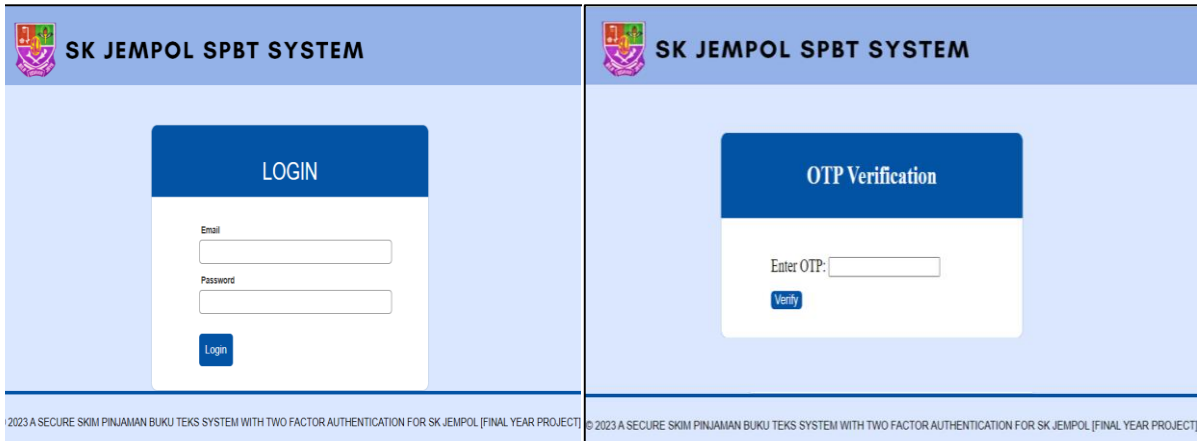 SK JEMPOL SPBT SYSTEM
LOGIN
Email
Password
Login
2023 A SECURE SKIM PINJAMAN BUKU TEKS SYSTEM WITH TWO FACTOR AUTHENTICATION FOR SK JEMPOL [FINAL YEAR PROJECT]
SK JEMPOL SPBT SYSTEM
OTP Verification
Enter OTP:
Verify
© 2023 A SECURE SKIM PINJAMAN BUKU TEKS SYSTEM WITH TWO FACTOR AUTHENTICATION FOR SK JEMPOL [FINAL YEAR PROJECT]